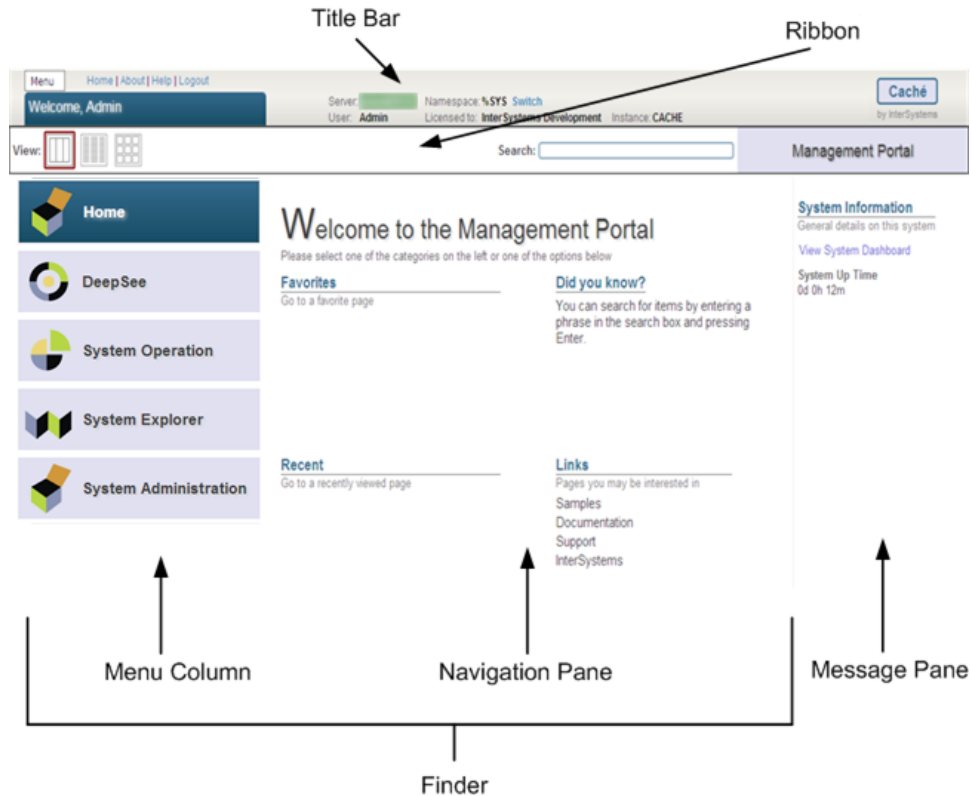 Title Bar
Ribbon
Menu
Home | About | Help | Logout
Welcome, Admin
Server:
Namespace: %SYS Switch
User: Admin
Licensed to: InterSystems Development
Instance: CACHE
Caché
by InterSystems
View:
Search:
Management Portal
Home
DeepSee
System Operation
System Explorer
System Administration
Welcome to the Management Portal
Please select one of the categories on the left or one of the options below
Favorites
Go to a favorite page
Did you know?
You can search for items by entering a
phrase in the search box and pressing
Enter.
Recent
Go to a recently viewed page
Links
Pages you may be interested in
Samples
Documentation
Support
InterSystems
System Information
General details on this system
View System Dashboard
System Up Time
0d 0h 12m
Menu Column
Navigation Pane
Message Pane
Finder